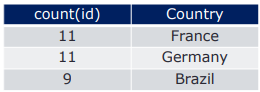 count(id) Country
11 France
11 Germany
9 Brazil